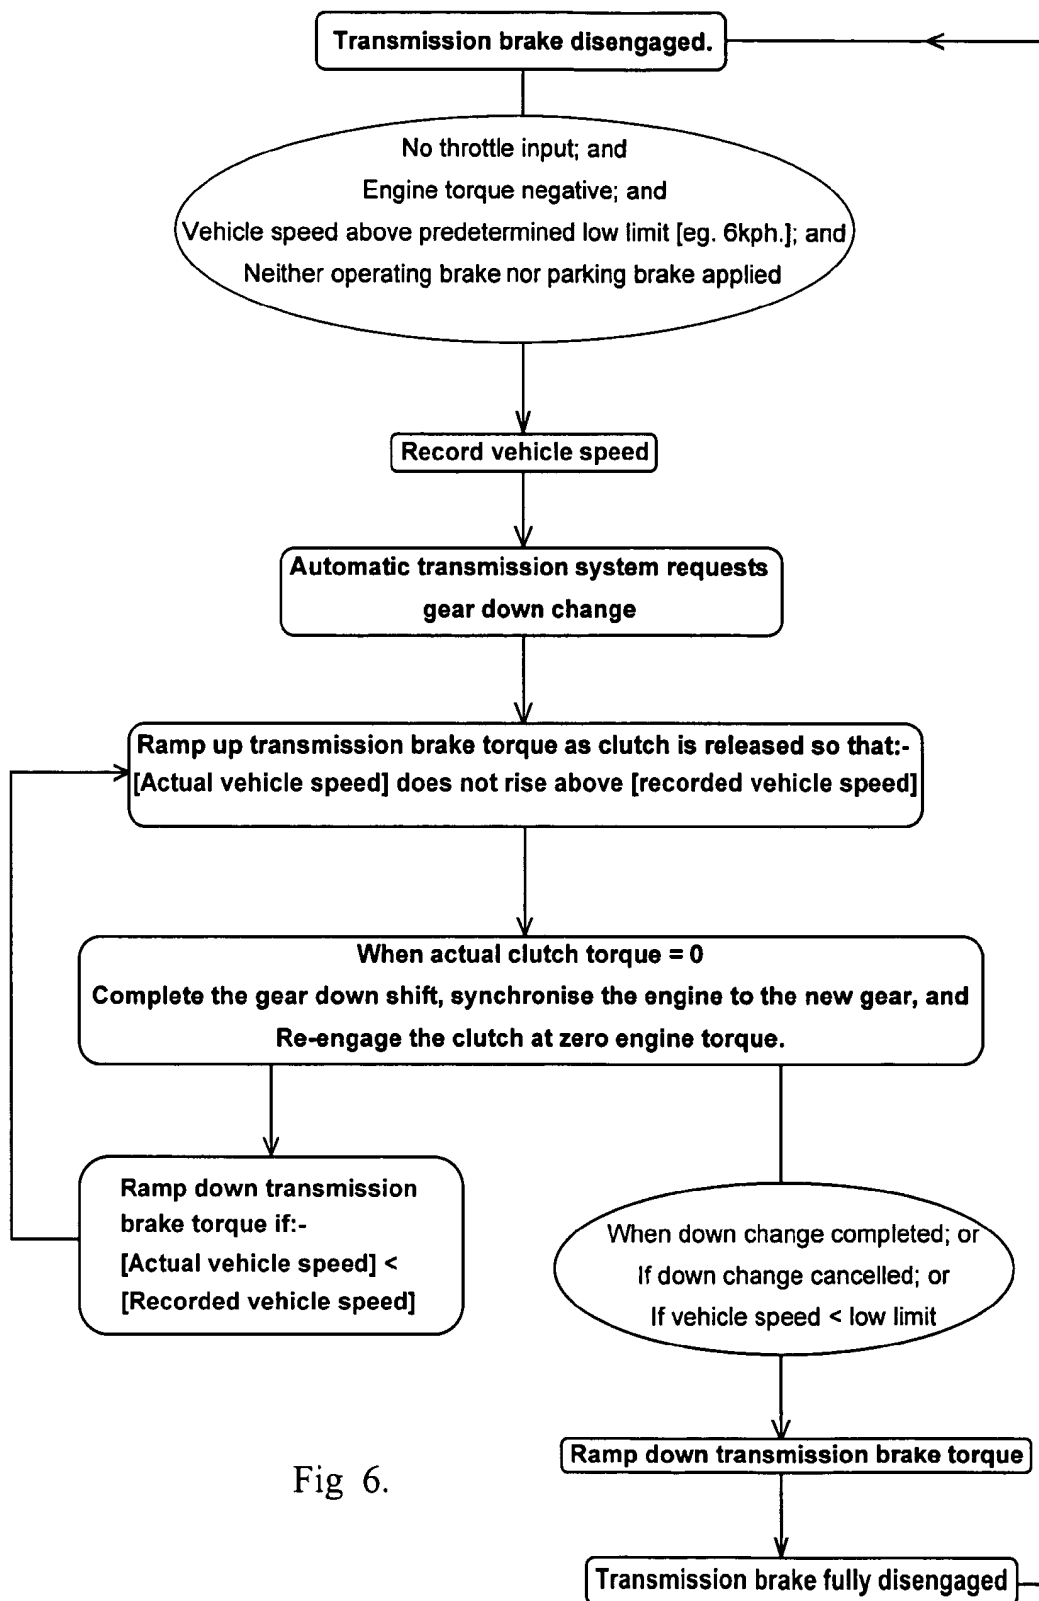 Transmission brake disengaged.
No throttle input; and
Engine torque negative; and
Vehicle speed above predetermined low limit [eg. 6kph.]; and
Neither operating brake nor parking brake applied
Record vehicle speed
Automatic transmission system requests
gear down change
Ramp up transmission brake torque as clutch is released so that:-
[Actual vehicle speed] does not rise above [recorded vehicle speed]
When actual clutch torque = 0
Complete the gear down shift, synchronise the engine to the new gear, and
Re-engage the clutch at zero engine torque.
Ramp down transmission
brake torque if:-
[Actual vehicle speed] <
[Recorded vehicle speed]
When down change completed; or
If down change cancelled; or
If vehicle speed < low limit
Ramp down transmission brake torque
Transmission brake fully disengaged
Fig 6.